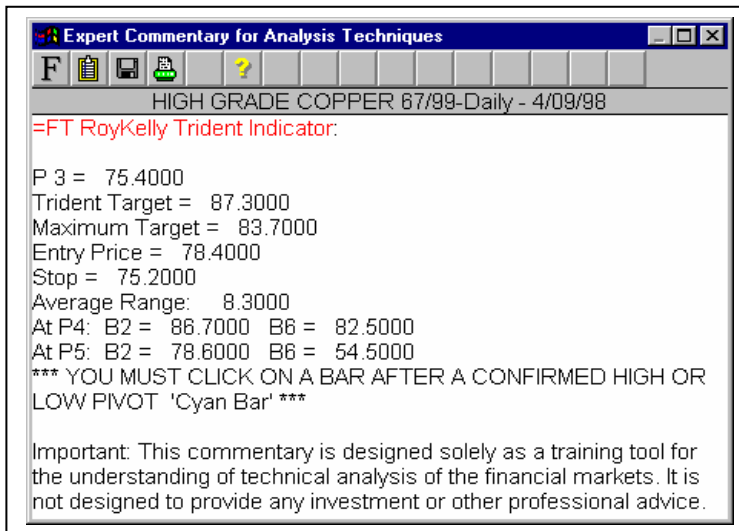 Expert Commentary for Analysis Techniques
F ?
HIGH GRADE COPPER 67/99-Daily - 4/09/98
=FT RoyKelly Trident Indicator:
P 3 = 75.4000
Trident Target = 87.3000
Maximum Target = 83.7000
Entry Price = 78.4000
Stop = 75.2000
Average Range: 8.3000
At P4: B2 = 86.7000 B6 = 82.5000
At P5: B2 = 78.6000 B6 = 54.5000
*** YOU MUST CLICK ON A BAR AFTER A CONFIRMED HIGH OR
LOW PIVOT 'Cyan Bar' ***
Important: This commentary is designed solely as a training tool for
the understanding of technical analysis of the financial markets. It is
not designed to provide any investment or other professional advice.